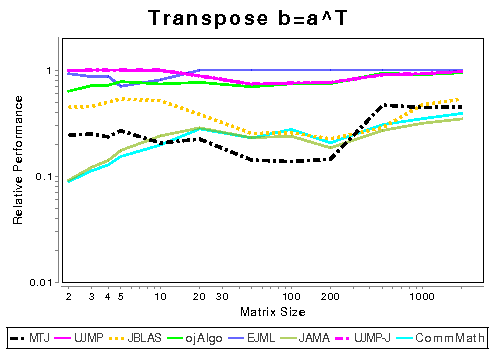 Transpose b=a^T
Relative Performance
1
0.1
0.01
2 3 4 5 10 20 30 100 200 1000
Matrix Size
MTJ UJMP JBLAS ojAlgo EJML JAMA UJMP-J CommMath